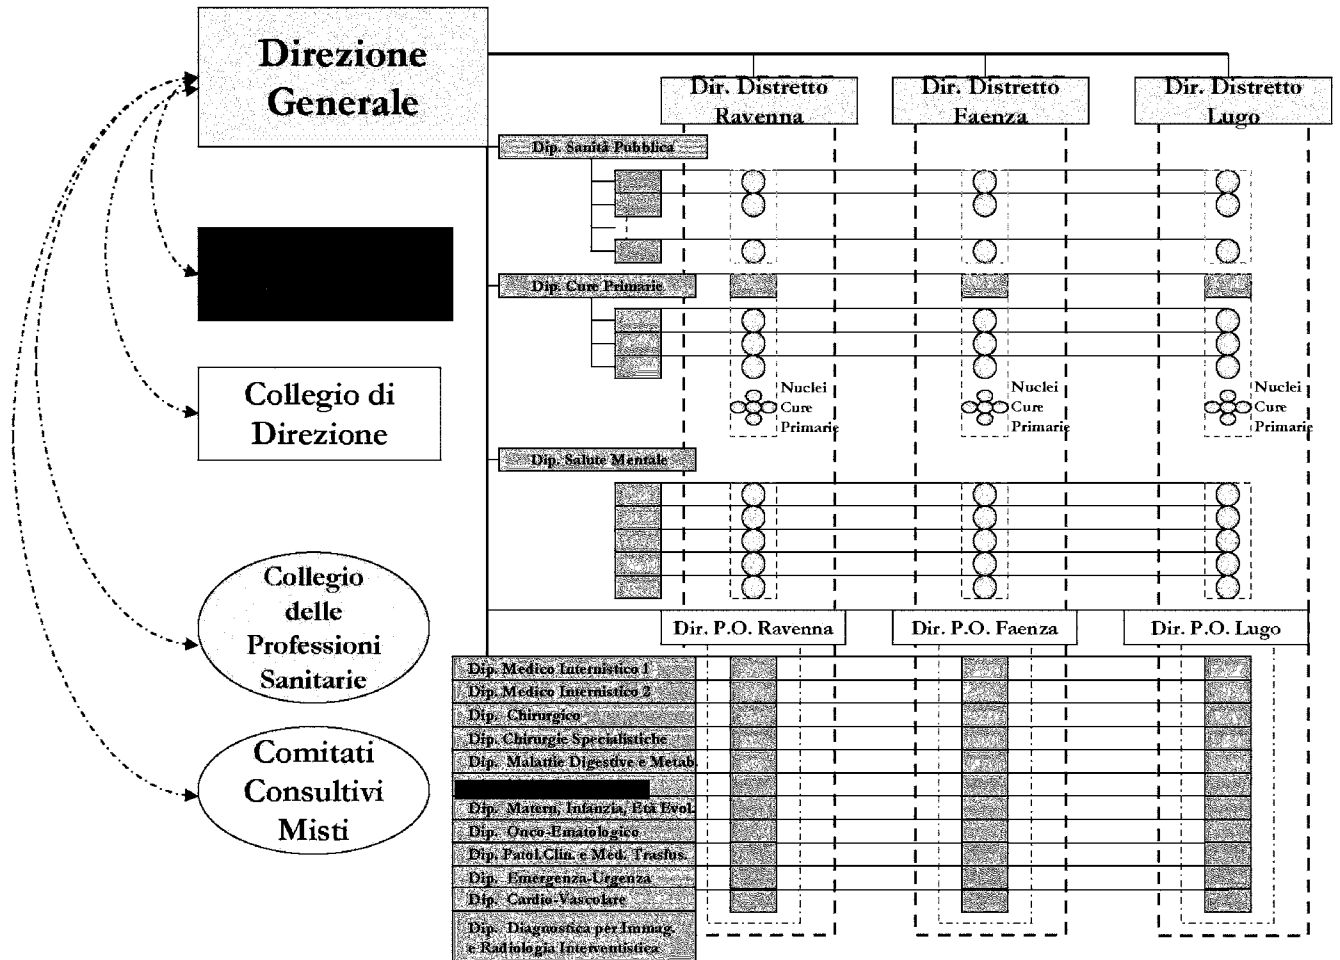 Direzione
Generale
Dir. Distretto
Ravenna
Dir. Distretto
Faenza
Dir. Distretto
Lugo
Dip. Sanità Pubblica
Dip. Cure Primarie
Nuclei
Cure
Primarie
Nuclei
Cure
Primarie
Nuclei
Cure
Primarie
Collegio di
Direzione
Dip. Salute Mentale
Collegio
delle
Professioni
Sanitarie
Dir. P.O. Ravenna
Dir. P.O. Faenza
Dir. P.O. Lugo
Dip. Medico Internistico 1
Dip. Medico Internistico 2
Dip. Chirurgico
Dip. Chirurgie Specialistiche
Dip. Malattie Digestive e Metab.
Dip. Matern, Infanzia, Età Evol.
Dip. Onco-Ematologico
Dip. Patol.Clin. e Med. Trasfus.
Dip. Emergenza-Urgenza
Dip. Cardio-Vascolare
Dip. Diagnostica per Immag.
e Radiologia Interventistica
Comitati
Consultivi
Misti